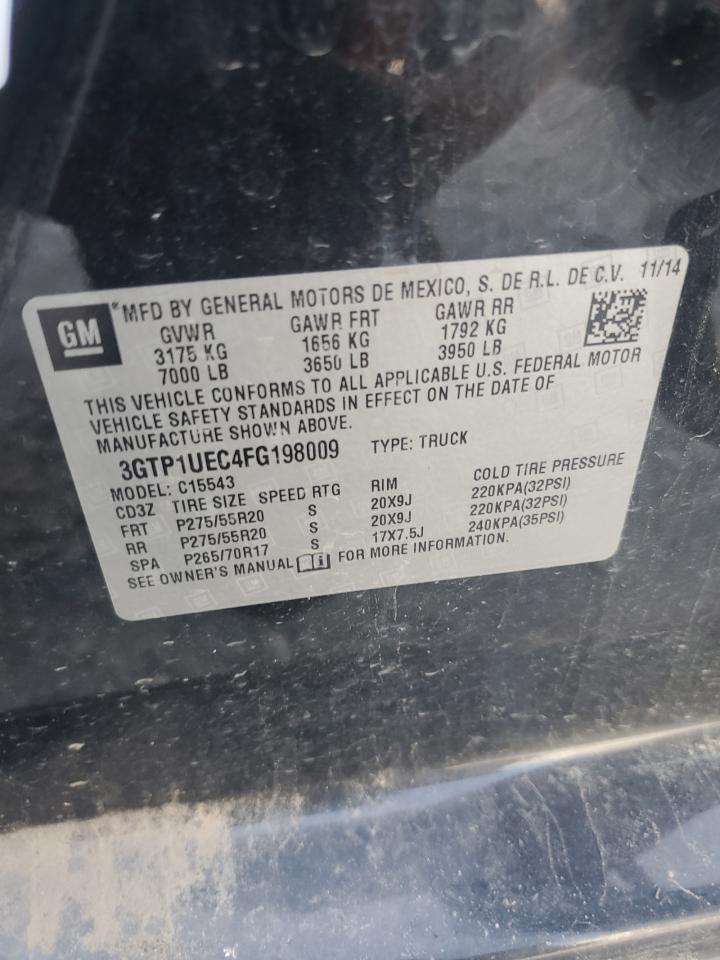 GM
*MFD BY GENERAL MOTORS DE MEXICO, S. DE R.L. DE C.V. 11/14
GVWR GAWR FRT GAWR RR
3175 KG 1656 KG 1792 KG
7000 LB 3650 LB 3950 LB
THIS VEHICLE CONFORMS TO ALL APPLICABLE U.S. FEDERAL MOTOR
VEHICLE SAFETY STANDARDS IN EFFECT ON THE DATE OF
MANUFACTURE SHOWN ABOVE.
3GTP1UEC4FG198009 TYPE: TRUCK
MODEL: C15543
CD3Z TIRE SIZE SPEED RTG RIM COLD TIRE PRESSURE
FRT P275/55R20 S 20X9J 220KPA(32PSI)
RR P275/55R20 S 20X9J 220KPA(32PSI)
SPA P265/70R17 S 17X7.5J 240KPA(35PSI)
SEE OWNER'S MANUAL FOR MORE INFORMATION.